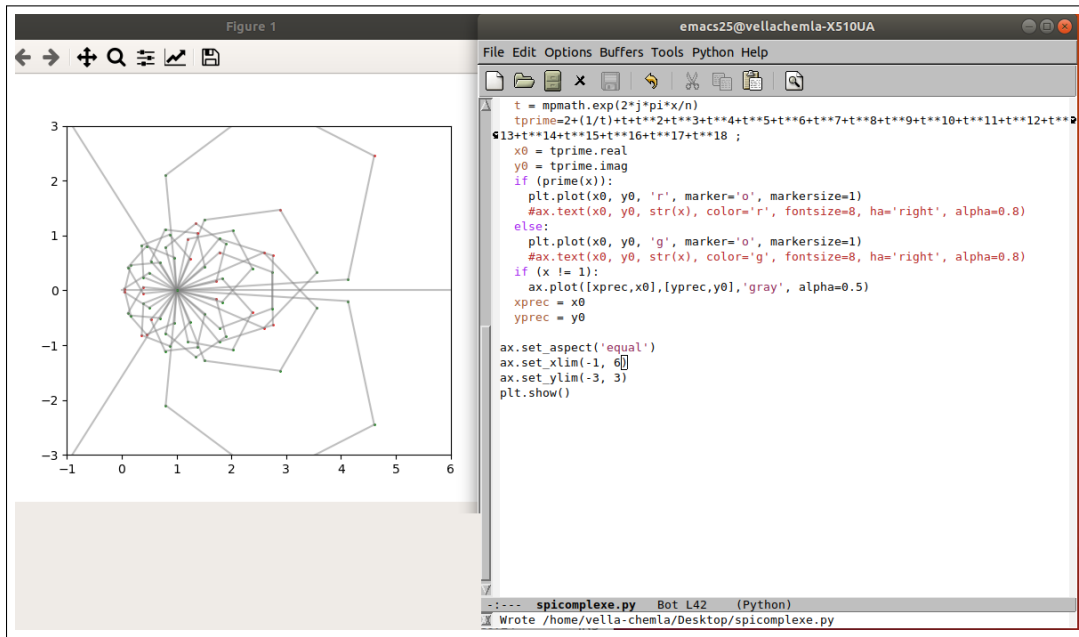 Figure 1
3
2
1
0
−1
−2
−3
−1 0 1 2 3 4 5 6
emacs25@vellachemla-X510UA
File Edit Options Buffers Tools Python Help
t = mpmath.exp(2*j*pi*x/n)
tprime=2+(1/t)+t+t**2+t**3+t**4+t**5+t**6+t**7+t**8+t**9+t**10+t**11+t**12+t**
13+t**14+t**15+t**16+t**17+t**18 ;
x0 = tprime.real
y0 = tprime.imag
if (prime(x)):
plt.plot(x0, y0, 'r', marker='o', markersize=1)
#ax.text(x0, y0, str(x), color='r', fontsize=8, ha='right', alpha=0.8)
else:
plt.plot(x0, y0, 'g', marker='o', markersize=1)
#ax.text(x0, y0, str(x), color='g', fontsize=8, ha='right', alpha=0.8)
if (x != 1):
ax.plot([xprec,x0],[yprec,y0],'gray', alpha=0.5)
xprec = x0
yprec = y0
ax.set_aspect('equal')
ax.set_xlim(-1, 6)
ax.set_ylim(-3, 3)
plt.show()
-:--- spicomplexe.py Bot L42 (Python)
Wrote /home/vella-chemla/Desktop/spicomplexe.py